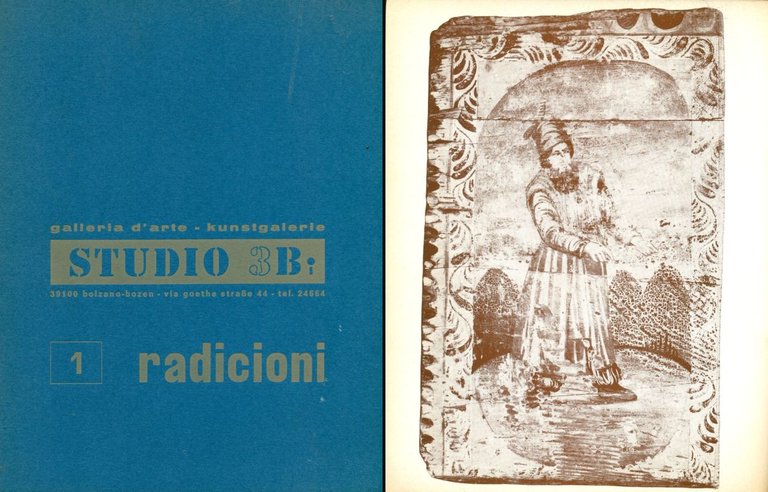 galleria d'arte - kunstgalerie
STUDIO 3B:
39100 bolzano-bozen - via goethe straße 44 - tel. 24664
1 radicioni